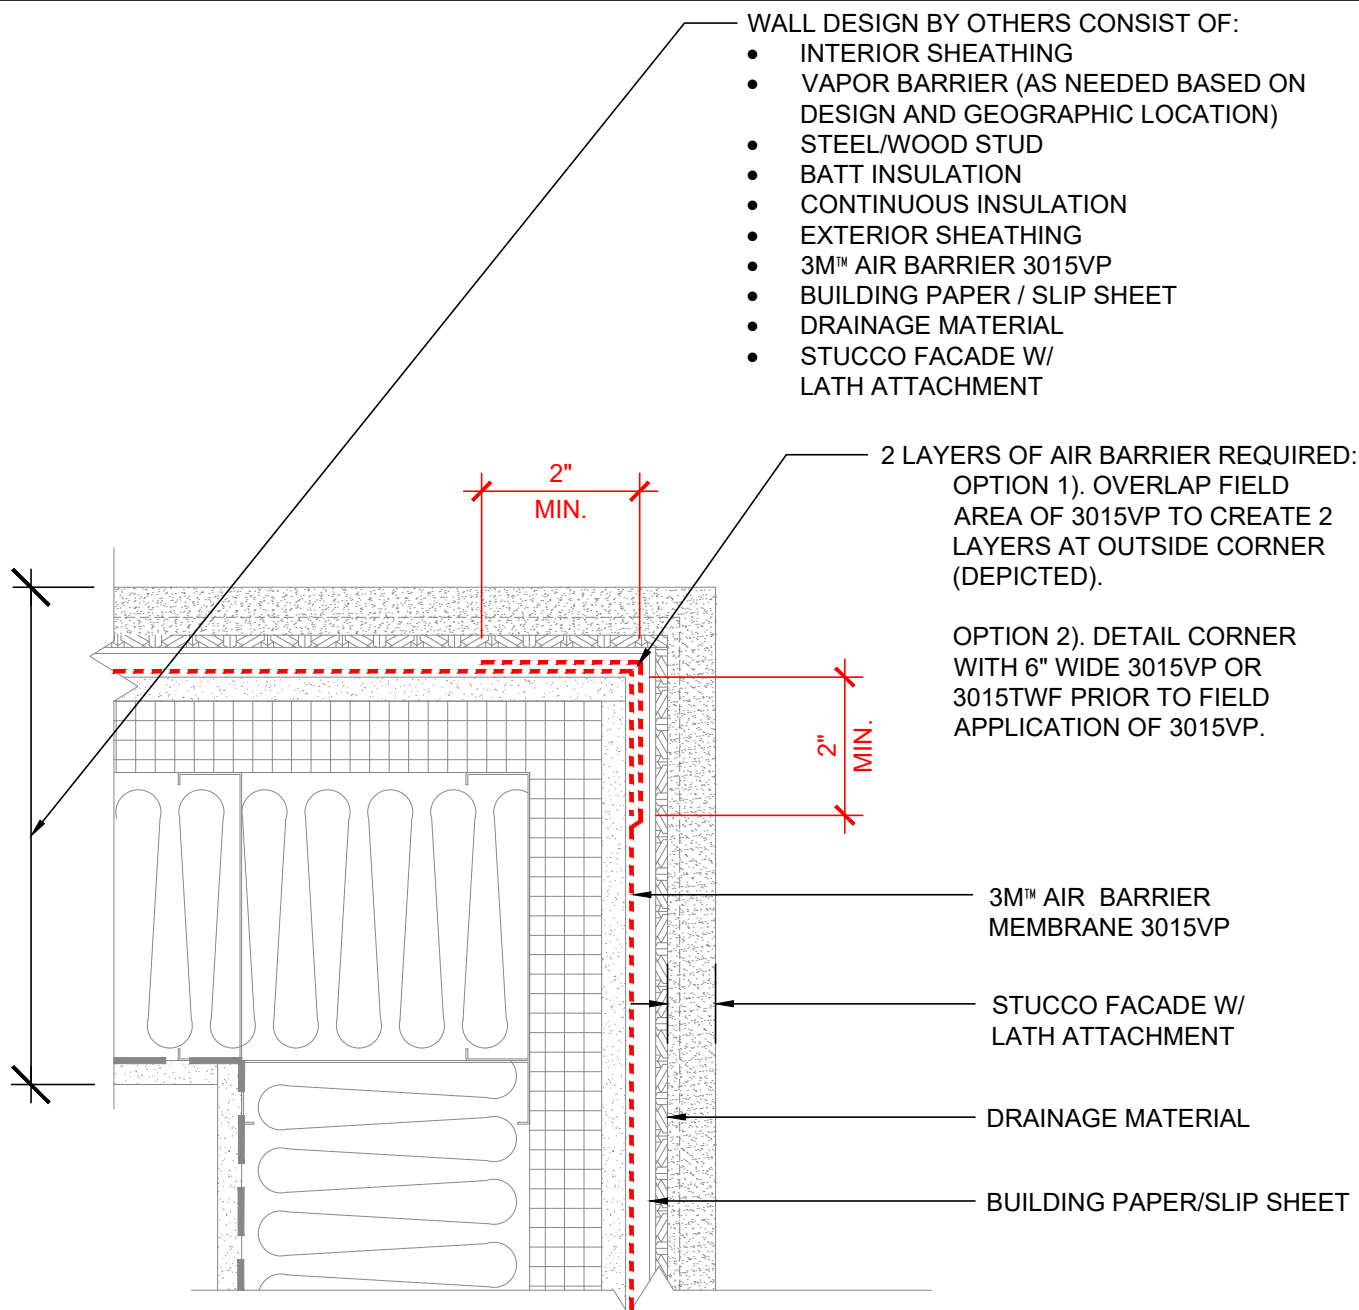 WALL DESIGN BY OTHERS CONSIST OF:
• INTERIOR SHEATHING
• VAPOR BARRIER (AS NEEDED BASED ON
DESIGN AND GEOGRAPHIC LOCATION)
• STEEL/WOOD STUD
• BATT INSULATION
• CONTINUOUS INSULATION
• EXTERIOR SHEATHING
• 3M™ AIR BARRIER 3015VP
• BUILDING PAPER / SLIP SHEET
• DRAINAGE MATERIAL
• STUCCO FACADE W/
LATH ATTACHMENT
2 LAYERS OF AIR BARRIER REQUIRED:
OPTION 1). OVERLAP FIELD
AREA OF 3015VP TO CREATE 2
LAYERS AT OUTSIDE CORNER
(DEPICTED).
OPTION 2). DETAIL CORNER
WITH 6" WIDE 3015VP OR
3015TWF PRIOR TO FIELD
APPLICATION OF 3015VP.
2"
MIN.
2"
MIN.
3M™ AIR BARRIER
MEMBRANE 3015VP
STUCCO FACADE W/
LATH ATTACHMENT
DRAINAGE MATERIAL
BUILDING PAPER/SLIP SHEET